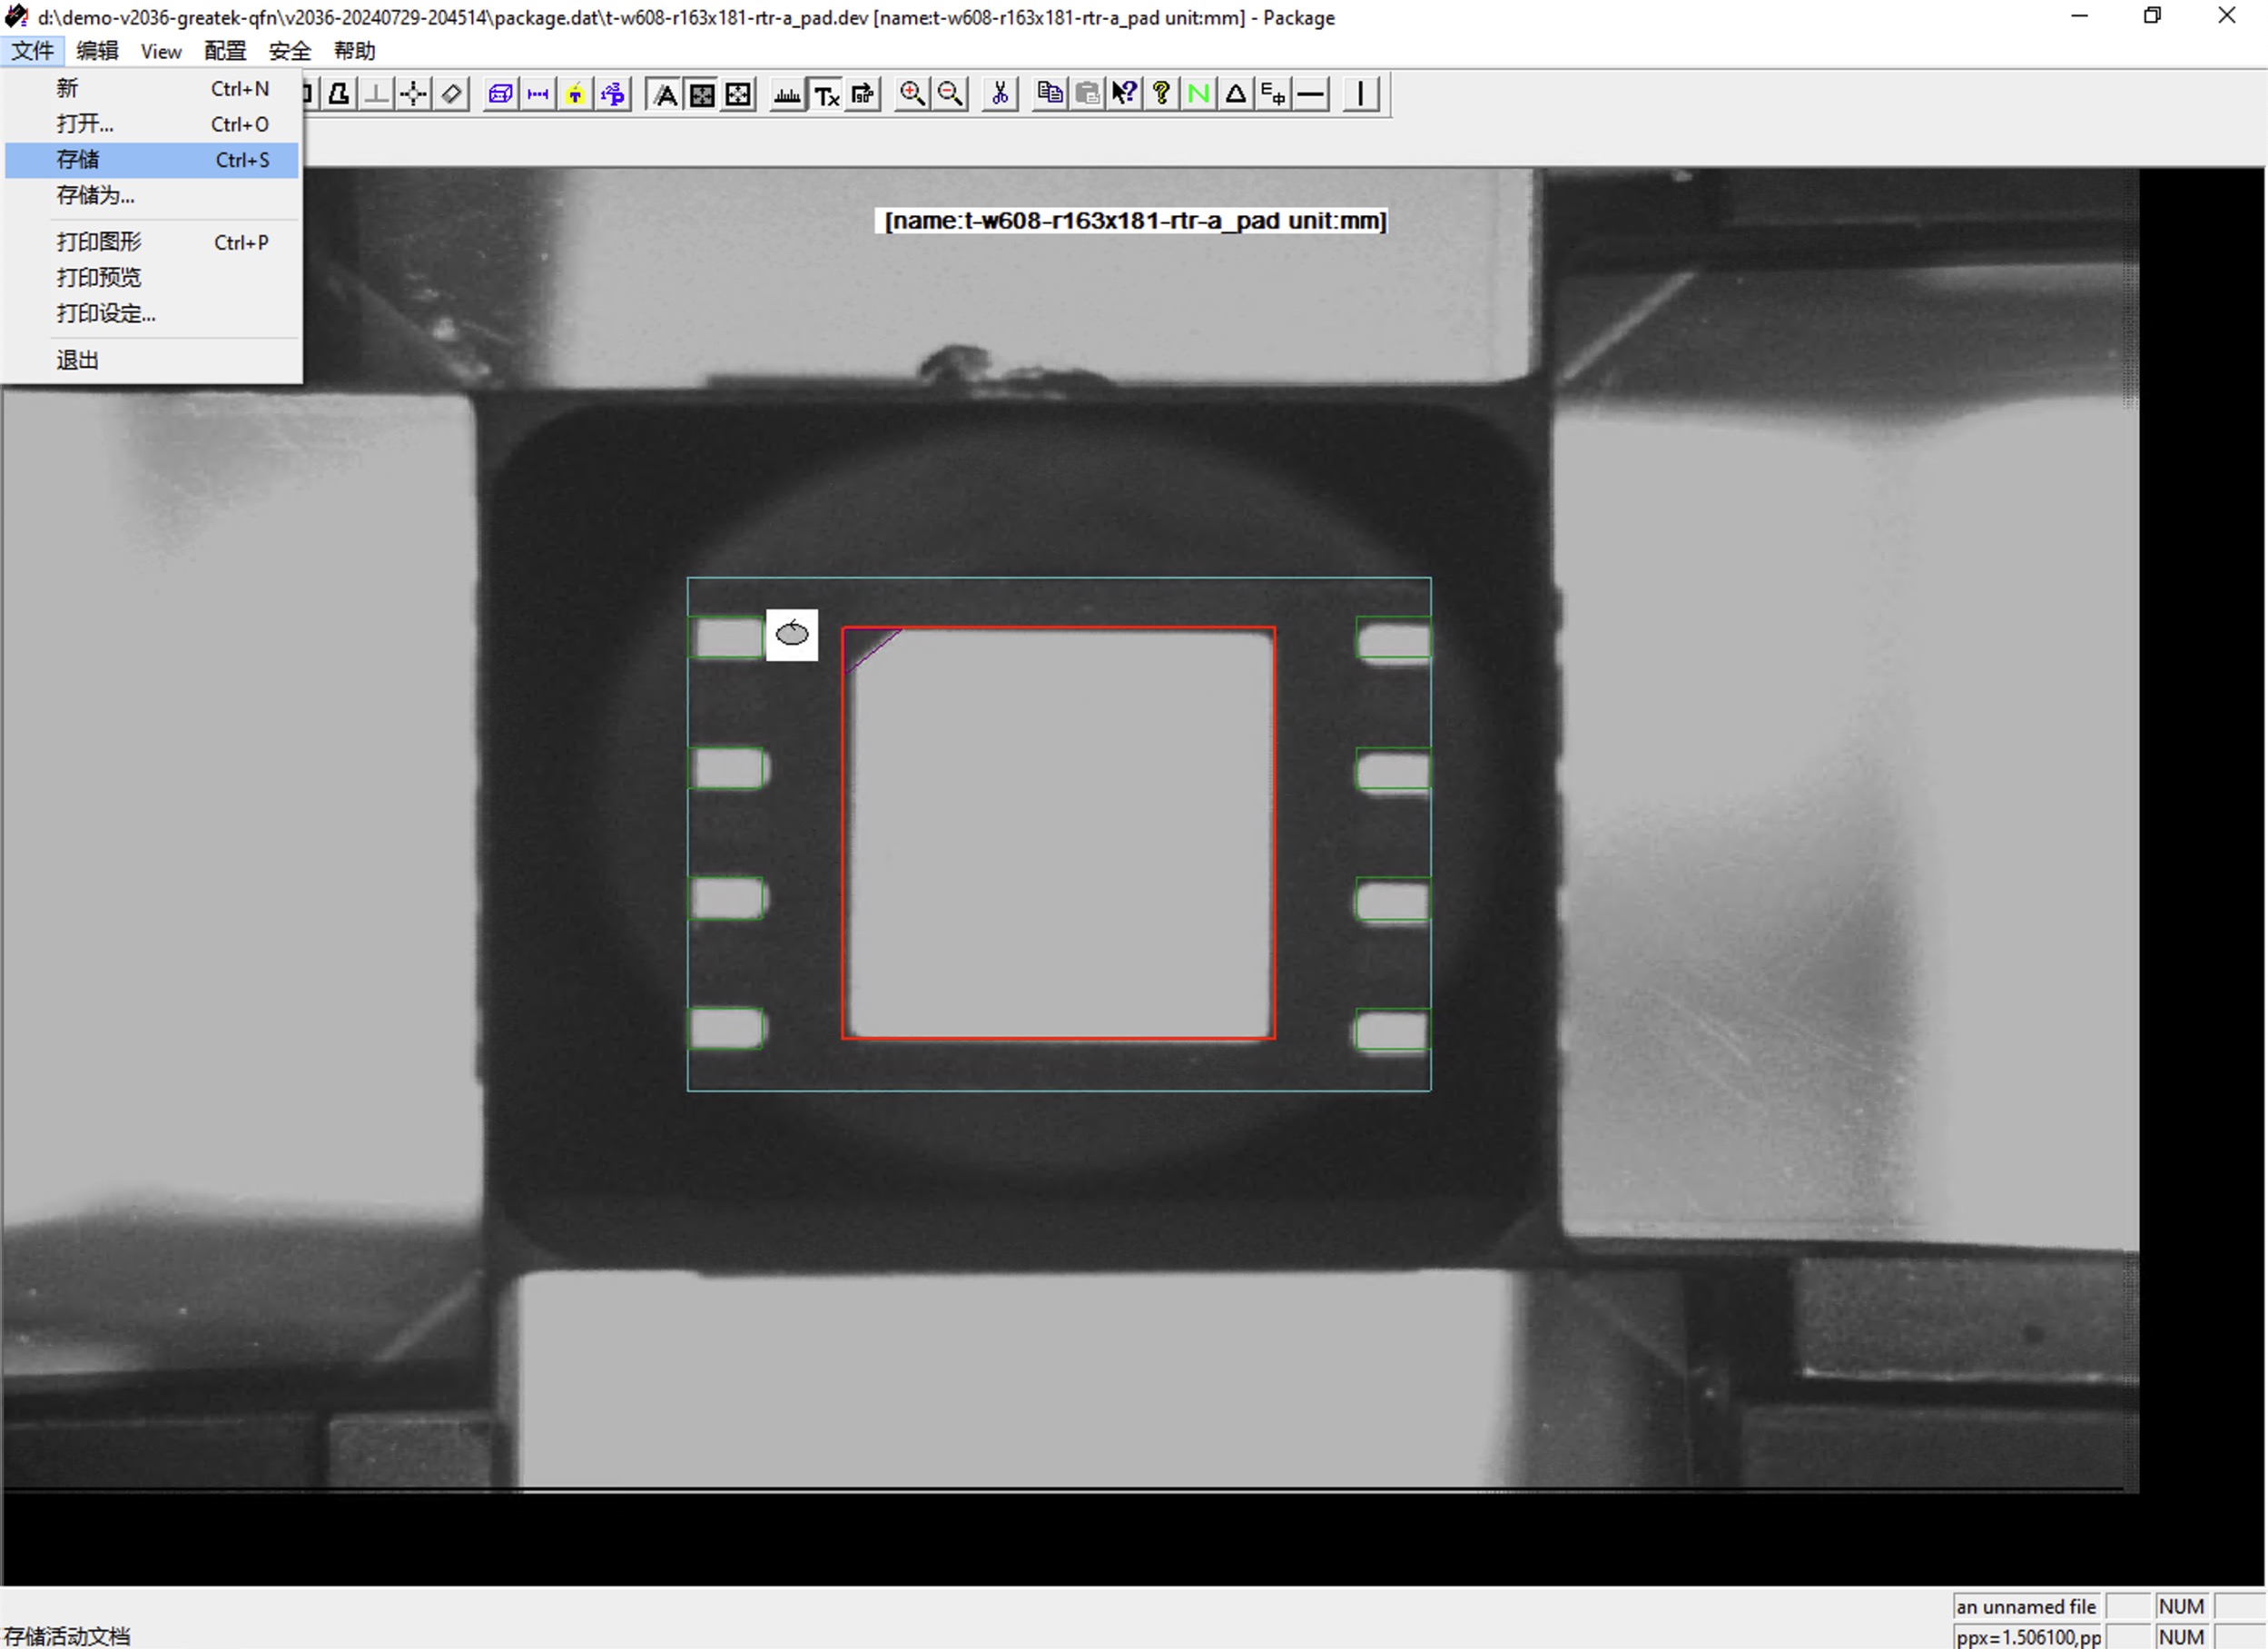 d:\demo-v2036-greatek-qfn\v2036-20240729-204514\package.dat\t-w608-r163x181-rtr-a_pad.dev [name:t-w608-r163x181-rtr-a_pad unit:mm] - Package
文件 编辑 View 配置 安全 帮助
新 Ctrl+N
打开... Ctrl+O
存储 Ctrl+S
存储为...
打印图形 Ctrl+P
打印预览
打印设定...
退出
[name:t-w608-r163x181-rtr-a_pad unit:mm]
an unnamed file NUM
存储活动文档 ppx=1.506100,pp NUM